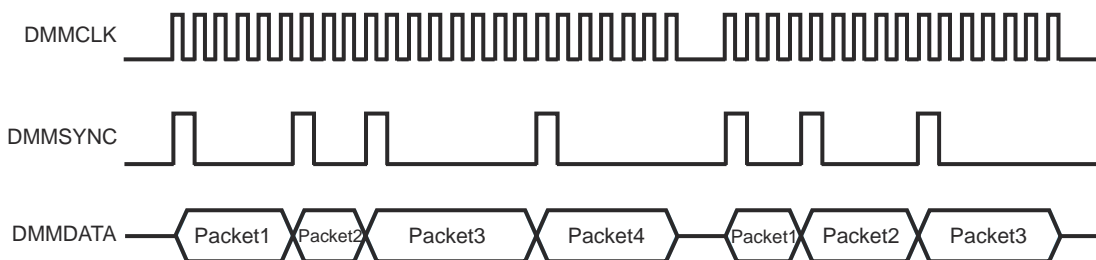 DMMCLK
DMMSYNC
DMMDATA Packet1 Packet2 Packet3 Packet4 Packet1 Packet2 Packet3